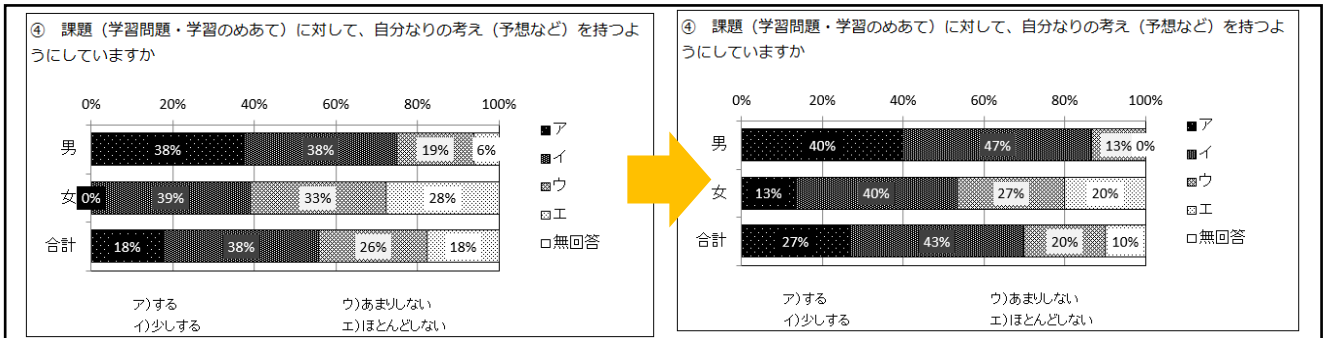 ④　課題（学習問題・学習のめあて）に対して、自分なりの考え（予想など）を持つよ
うにしていますか
0% 20% 40% 60% 80% 100%
男 38% 38% 19% 6%
女 0% 39% 33% 28%
合計 18% 38% 26% 18%
ア
イ
ウ
エ
無回答
ア)する ウ)あまりしない
イ)少しする エ)ほとんどしない
④　課題（学習問題・学習のめあて）に対して、自分なりの考え（予想など）を持つよ
うにしていますか
0% 20% 40% 60% 80% 100%
男 40% 47% 13% 0%
女 13% 40% 27% 20%
合計 27% 43% 20% 10%
ア
イ
ウ
エ
無回答
ア)する ウ)あまりしない
イ)少しする エ)ほとんどしない